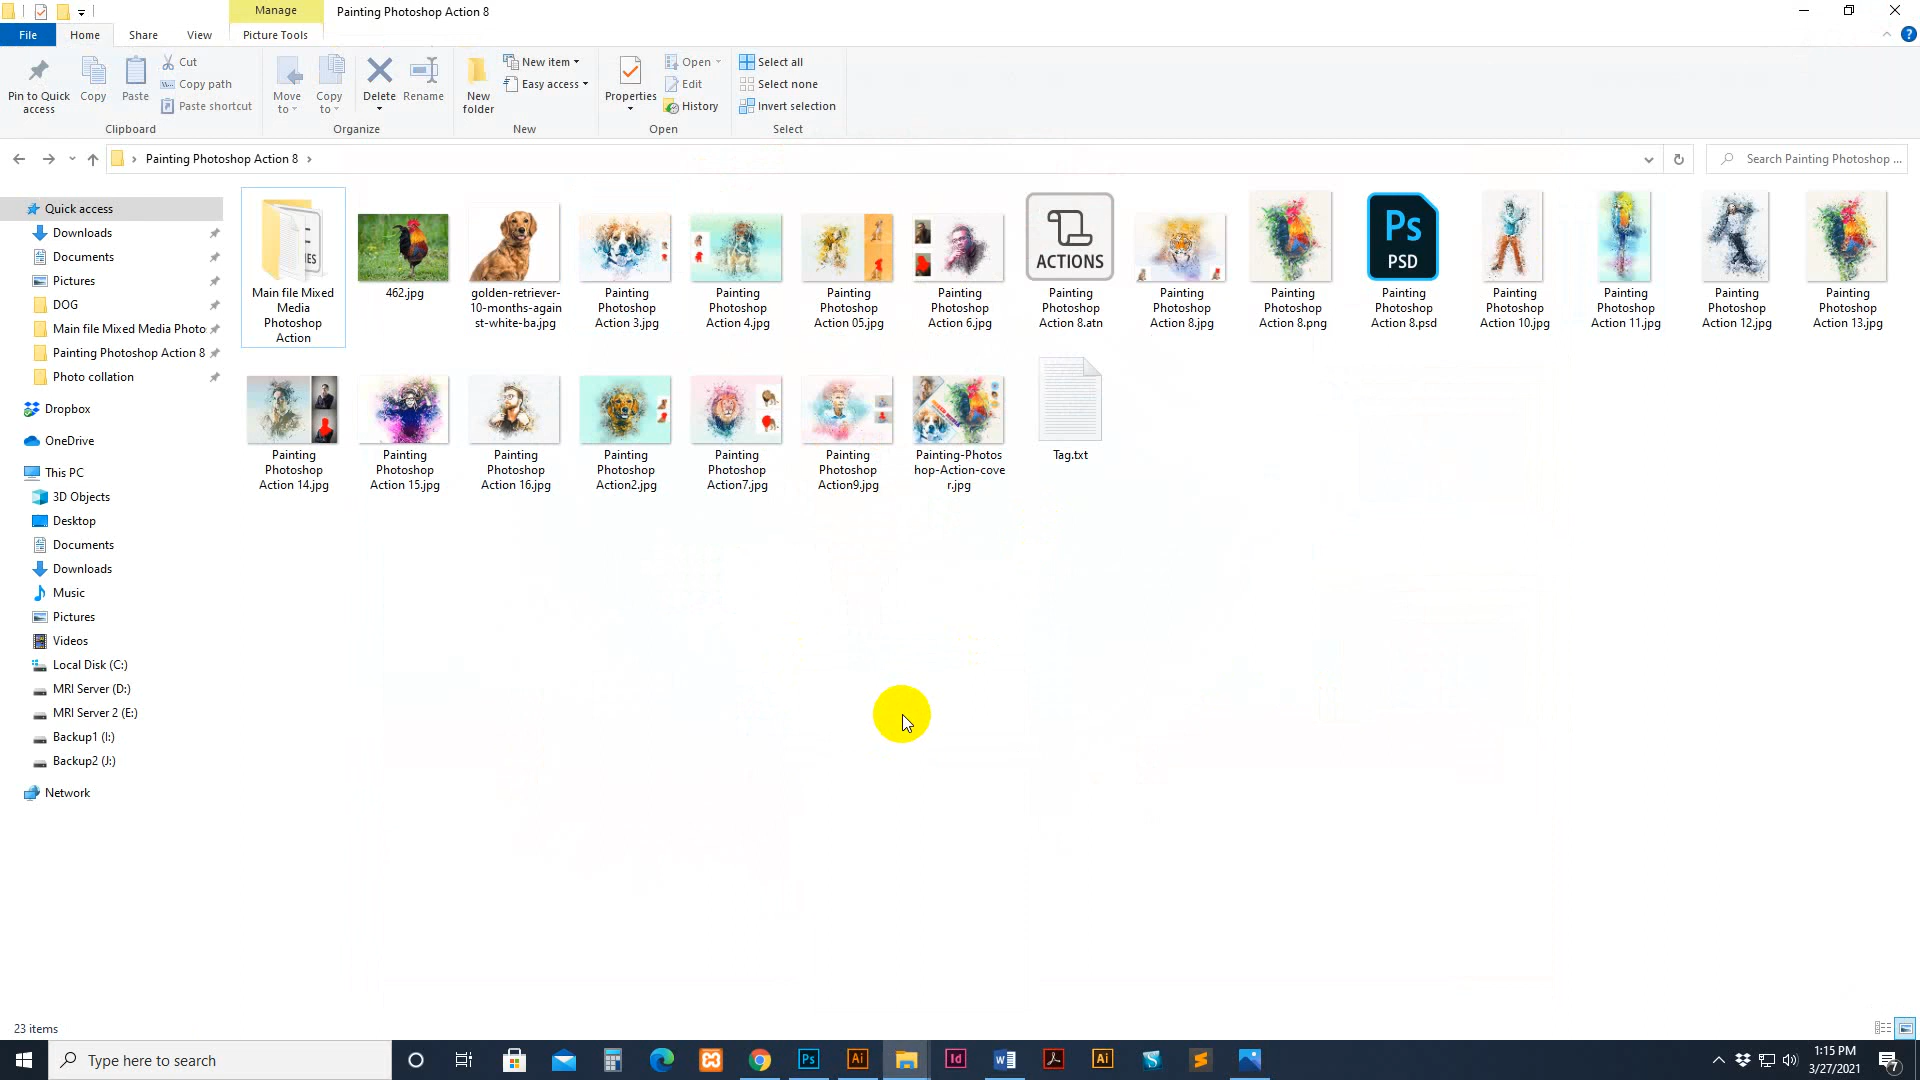 Manage
Painting Photoshop Action 8
File
Home
Share
View
Picture Tools
Pin to Quick
access
Copy
Paste
Cut
Copy path
Paste shortcut
Clipboard
Move
to
Copy
to
Delete
Rename
Organize
New
folder
New item
Easy access
New
Properties
Open
Edit
History
Open
Select all
Select none
Invert selection
Select
Painting Photoshop Action 8
Search Painting Photoshop ...
Quick access
Downloads
Documents
Pictures
DOG
Main file Mixed Media Photo
Painting Photoshop Action 8
Photo collation
Dropbox
OneDrive
This PC
3D Objects
Desktop
Documents
Downloads
Music
Pictures
Videos
Local Disk (C:)
MRI Server (D:)
MRI Server 2 (E:)
Backup1 (I:)
Backup2 (J:)
Network
Main file Mixed
Media
Photoshop
Action
462.jpg
golden-retriever-
10-months-again
st-white-ba.jpg
Painting
Photoshop
Action 3.jpg
Painting
Photoshop
Action 4.jpg
Painting
Photoshop
Action 05.jpg
Painting
Photoshop
Action 6.jpg
ACTIONS
Painting
Photoshop
Action 8.atn
Painting
Photoshop
Action 8.jpg
Painting
Photoshop
Action 8.png
Ps
PSD
Painting
Photoshop
Action 8.psd
Painting
Photoshop
Action 10.jpg
Painting
Photoshop
Action 11.jpg
Painting
Photoshop
Action 12.jpg
Painting
Photoshop
Action 13.jpg
Painting
Photoshop
Action 14.jpg
Painting
Photoshop
Action 15.jpg
Painting
Photoshop
Action 16.jpg
Painting
Photoshop
Action2.jpg
Painting
Photoshop
Action7.jpg
Painting
Photoshop
Action9.jpg
Painting-Photos
hop-Action-cove
r.jpg
Tag.txt
23 items
Type here to search
Ps
Ai
Id
Ai
1:15 PM
3/27/2021
7